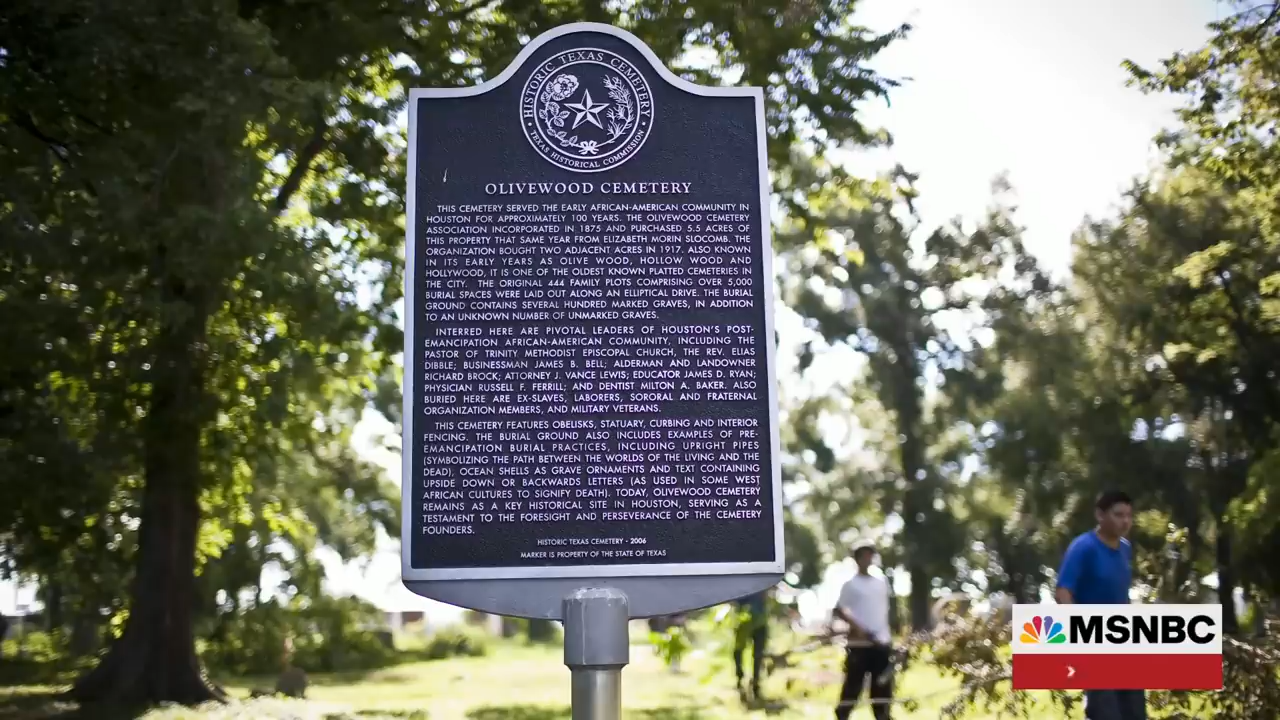 HISTORIC TEXAS CEMETERY
TEXAS HISTORICAL COMMISSION
OLIVEWOOD CEMETERY
THIS CEMETERY SERVED THE EARLY AFRICAN-AMERICAN COMMUNITY IN
HOUSTON FOR APPROXIMATELY 100 YEARS. THE OLIVEWOOD CEMETERY
ASSOCIATION INCORPORATED IN 1875 AND PURCHASED 5.5 ACRES OF
THIS PROPERTY THAT SAME YEAR FROM ELIZABETH MORIN SLOCOMB. THE
ORGANIZATION BOUGHT TWO ADJACENT ACRES IN 1917. ALSO KNOWN
IN ITS EARLY YEARS AS OLIVE WOOD, HOLLOW WOOD AND
HOLLYWOOD, IT IS ONE OF THE OLDEST KNOWN PLATTED CEMETERIES IN
THE CITY. THE ORIGINAL 444 FAMILY PLOTS COMPRISING OVER 5,000
BURIAL SPACES WERE LAID OUT ALONG AN ELLIPTICAL DRIVE. THE BURIAL
GROUND CONTAINS SEVERAL HUNDRED MARKED GRAVES, IN ADDITION
TO AN UNKNOWN NUMBER OF UNMARKED GRAVES.
INTERRED HERE ARE PIVOTAL LEADERS OF HOUSTON'S POST-
EMANCIPATION AFRICAN-AMERICAN COMMUNITY, INCLUDING THE
PASTOR OF TRINITY METHODIST EPISCOPAL CHURCH, THE REV. ELIAS
DIBBLE; BUSINESSMAN JAMES B. BELL; ALDERMAN AND LANDOWNER
RICHARD BROCK; ATTORNEY J. VANCE LEWIS; EDUCATOR JAMES D. RYAN;
PHYSICIAN RUSSELL F. FERRILL; AND DENTIST MILTON A. BAKER. ALSO
BURIED HERE ARE EX-SLAVES, LABORERS, SORORAL AND FRATERNAL
ORGANIZATION MEMBERS, AND MILITARY VETERANS.
THIS CEMETERY FEATURES OBELISKS, STATUARY, CURBING AND INTERIOR
FENCING. THE BURIAL GROUND ALSO INCLUDES EXAMPLES OF PRE-
EMANCIPATION BURIAL PRACTICES, INCLUDING UPRIGHT PIPES
(SYMBOLIZING THE PATH BETWEEN THE WORLDS OF THE LIVING AND THE
DEAD), OCEAN SHELLS AS GRAVE ORNAMENTS AND TEXT CONTAINING
UPSIDE DOWN OR BACKWARDS LETTERS (AS USED IN SOME WEST
AFRICAN CULTURES TO SIGNIFY DEATH). TODAY, OLIVEWOOD CEMETERY
REMAINS AS A KEY HISTORICAL SITE IN HOUSTON, SERVING AS A
TESTAMENT TO THE FORESIGHT AND PERSEVERANCE OF THE CEMETERY
FOUNDERS.
HISTORIC TEXAS CEMETERY - 2006
MARKER IS PROPERTY OF THE STATE OF TEXAS
MSNBC